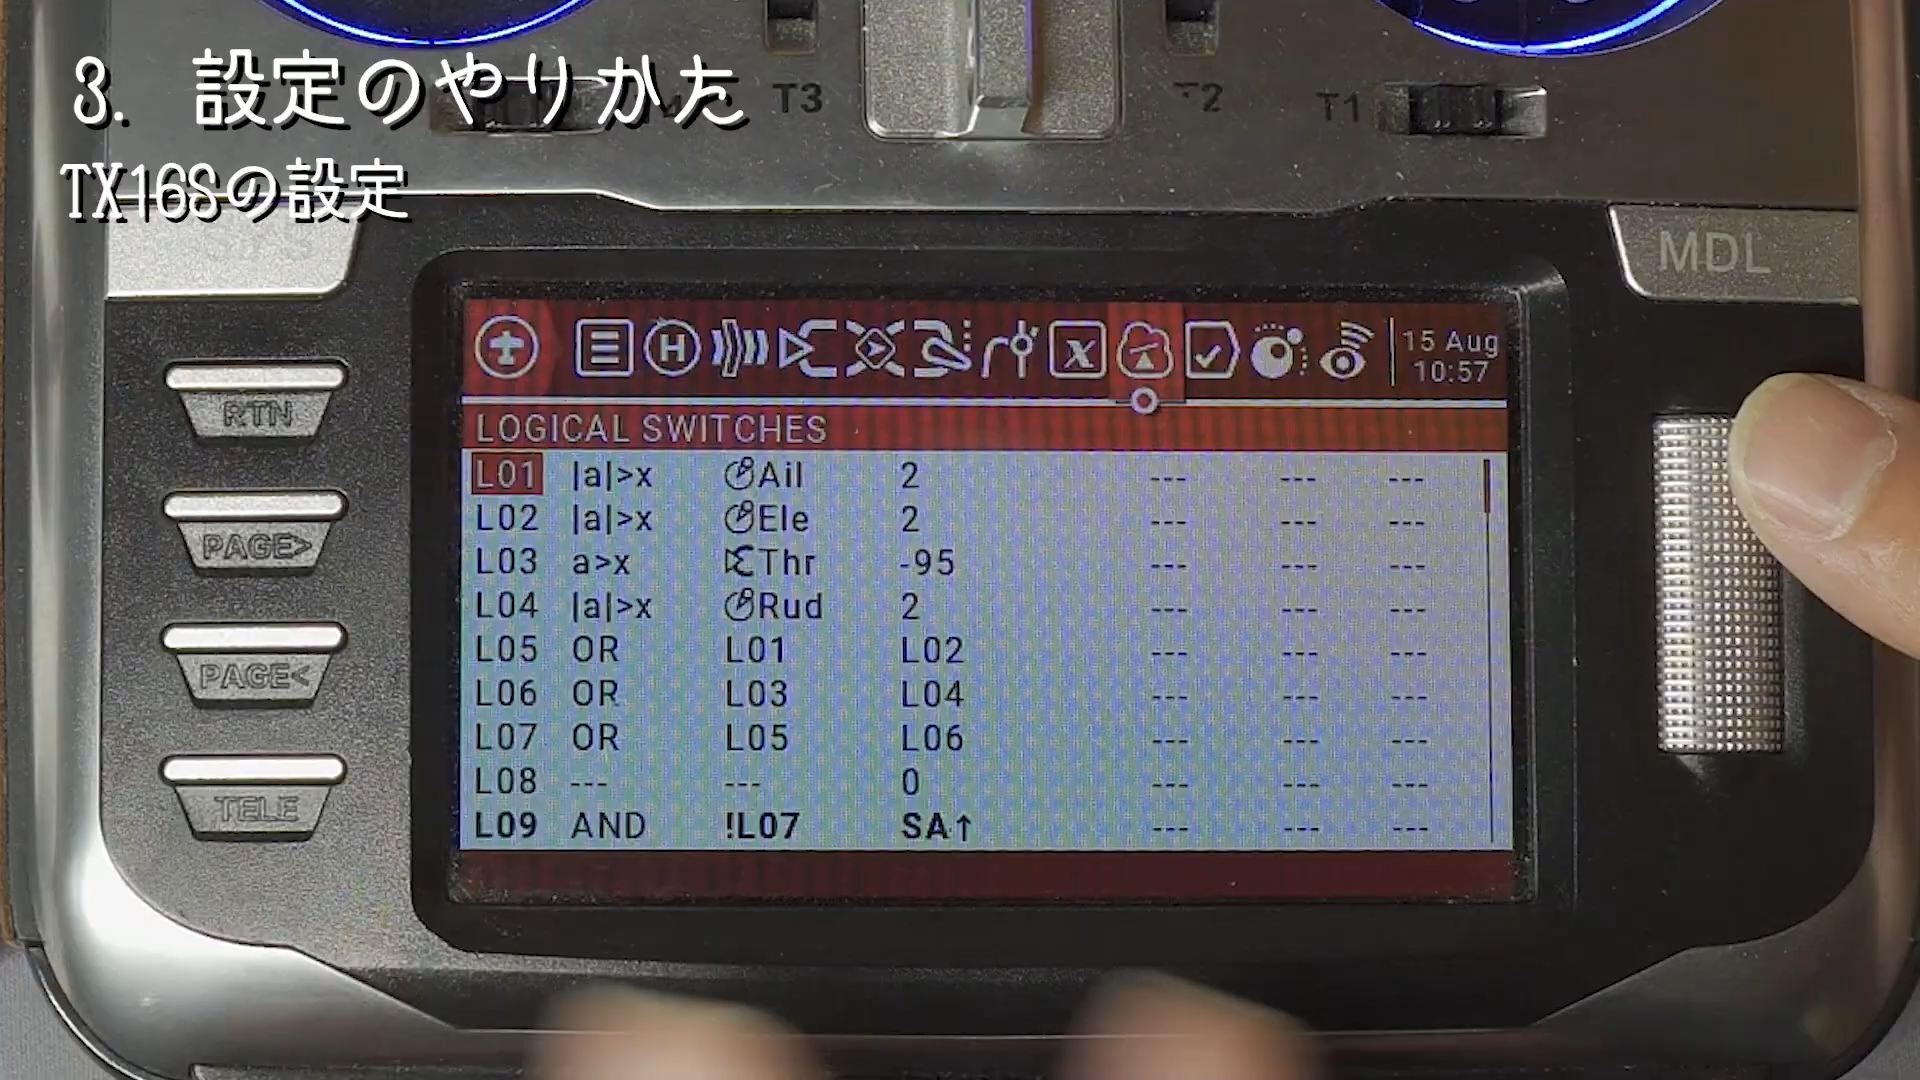 3. 設定のやりかた
TX16Sの設定
T3
T2
T1
SYS
MDL
RTN
PAGE>
PAGE<
TELE
15 Aug
10:57
LOGICAL SWITCHES
L01 |a|>x Ail 2 --- --- ---
L02 |a|>x Ele 2 --- --- ---
L03 a>x Thr -95 --- --- ---
L04 |a|>x Rud 2 --- --- ---
L05 OR L01 L02 --- --- ---
L06 OR L03 L04 --- --- ---
L07 OR L05 L06 --- --- ---
L08 --- --- 0 --- --- ---
L09 AND !L07 SA↑ --- --- ---